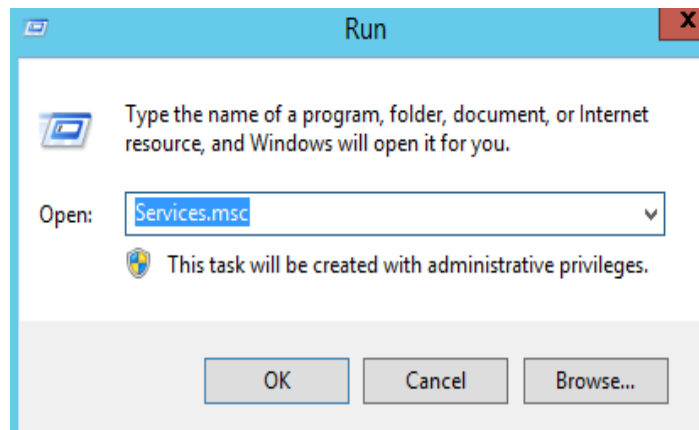 Run
X
Type the name of a program, folder, document, or Internet
resource, and Windows will open it for you.
Open: Services.msc
This task will be created with administrative privileges.
OK Cancel Browse...